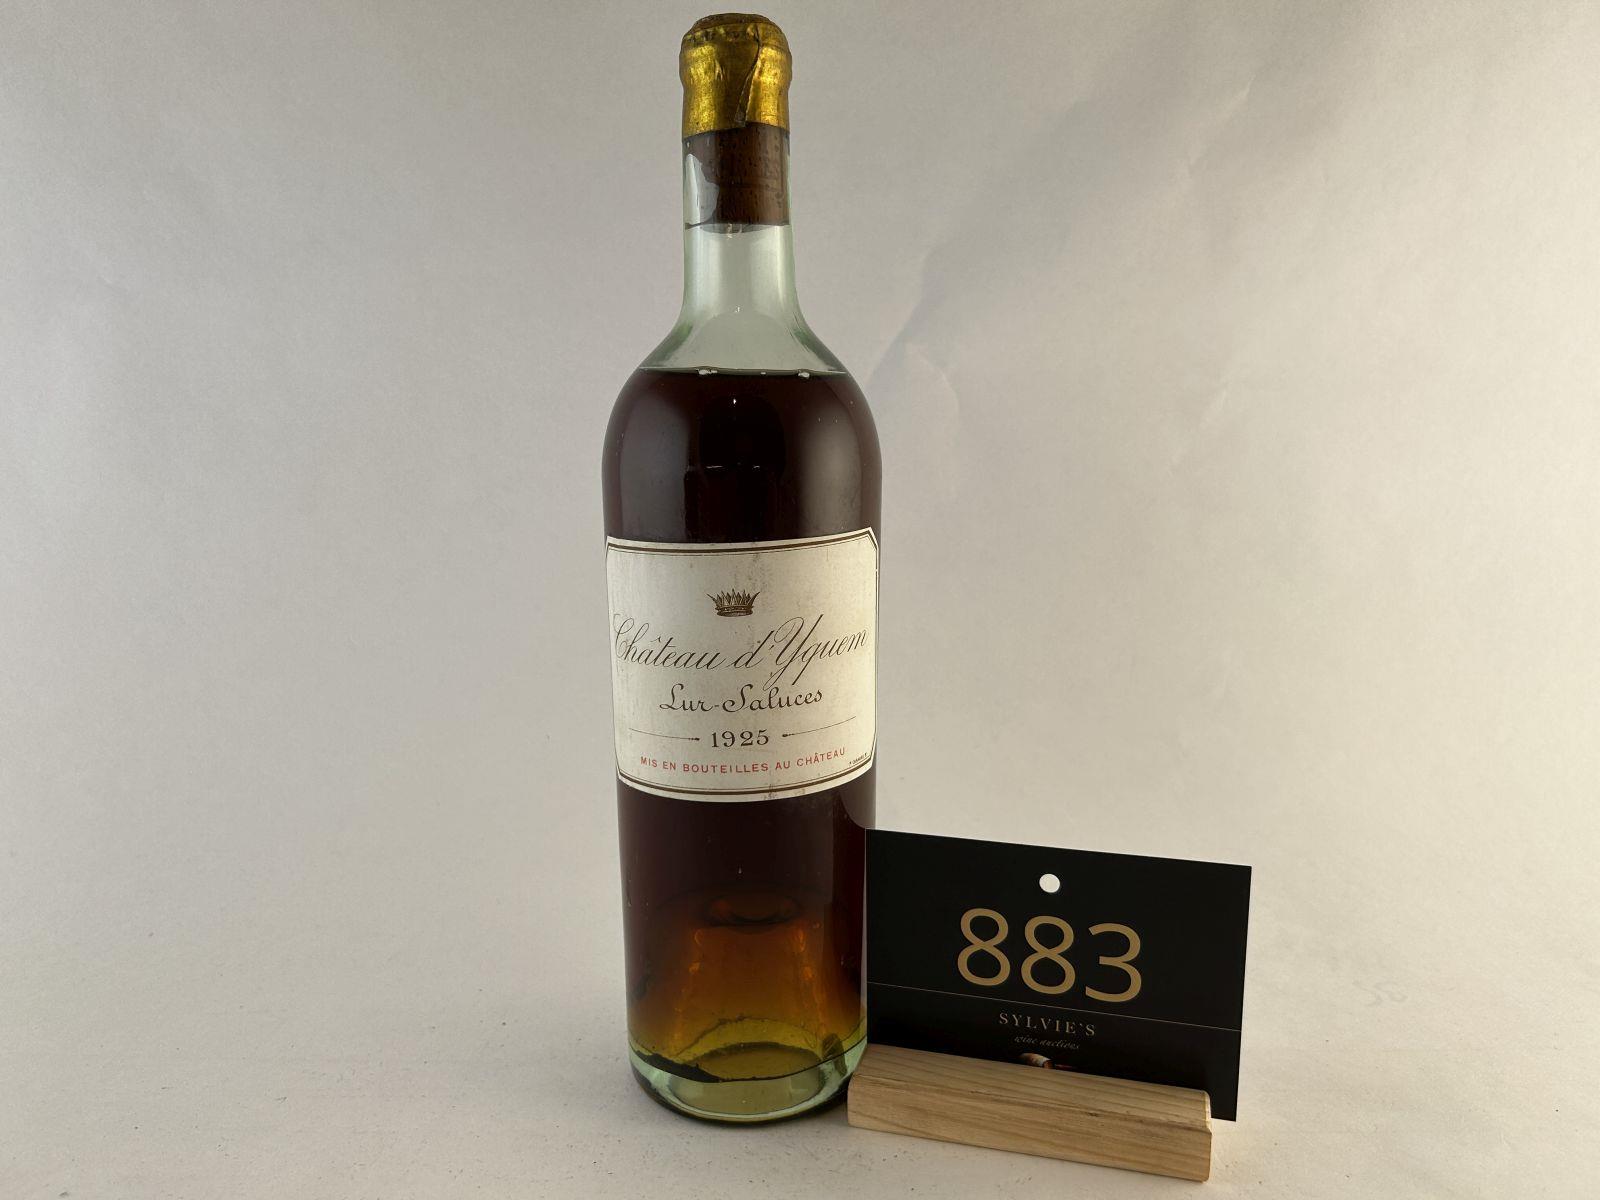 Château d'Yquem
Lur-Saluces
1925
MIS EN BOUTEILLES AU CHÂTEAU
883
SYLVIE'S
wine auctions